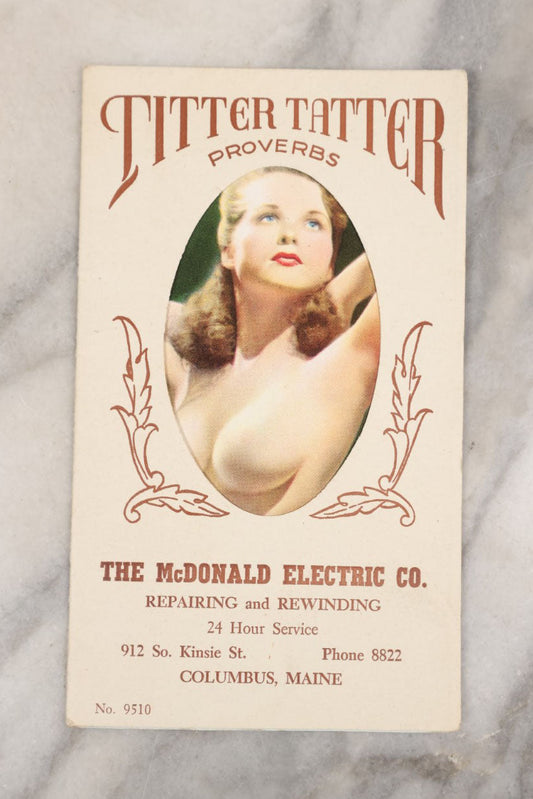 TITTER TATTER
PROVERBS
THE McDONALD ELECTRIC CO.
REPAIRING and REWINDING
24 Hour Service
912 So. Kinsie St. Phone 8822
COLUMBUS, MAINE
No. 9510